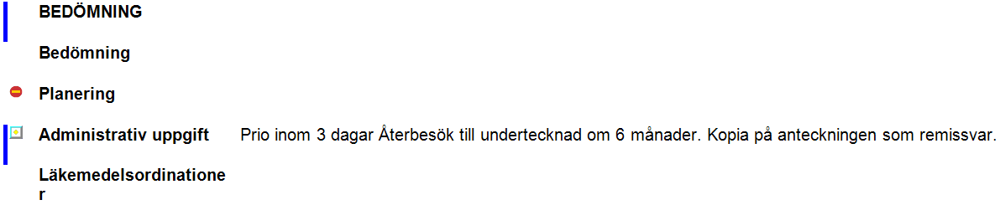 BEDÖMNING
Bedömning
Planering
Administrativ uppgift Prio inom 3 dagar Återbesök till undertecknad om 6 månader. Kopia på anteckningen som remissvar.
Läkemedelsordinatione
r